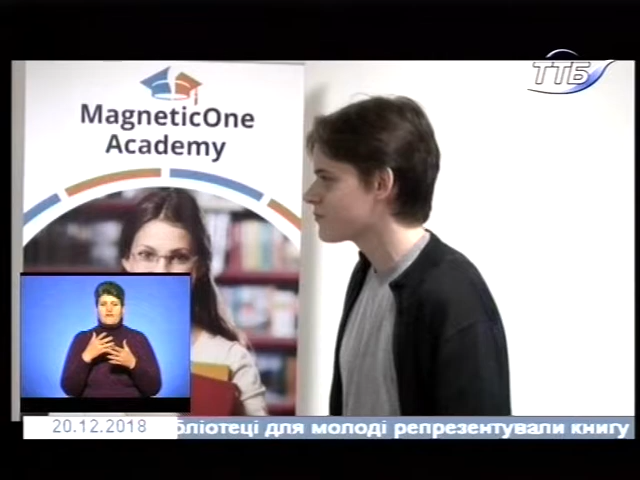 ТТБ
MagneticOne
Academy
20.12.2018
бліотеці для молоді репрезентували книгу